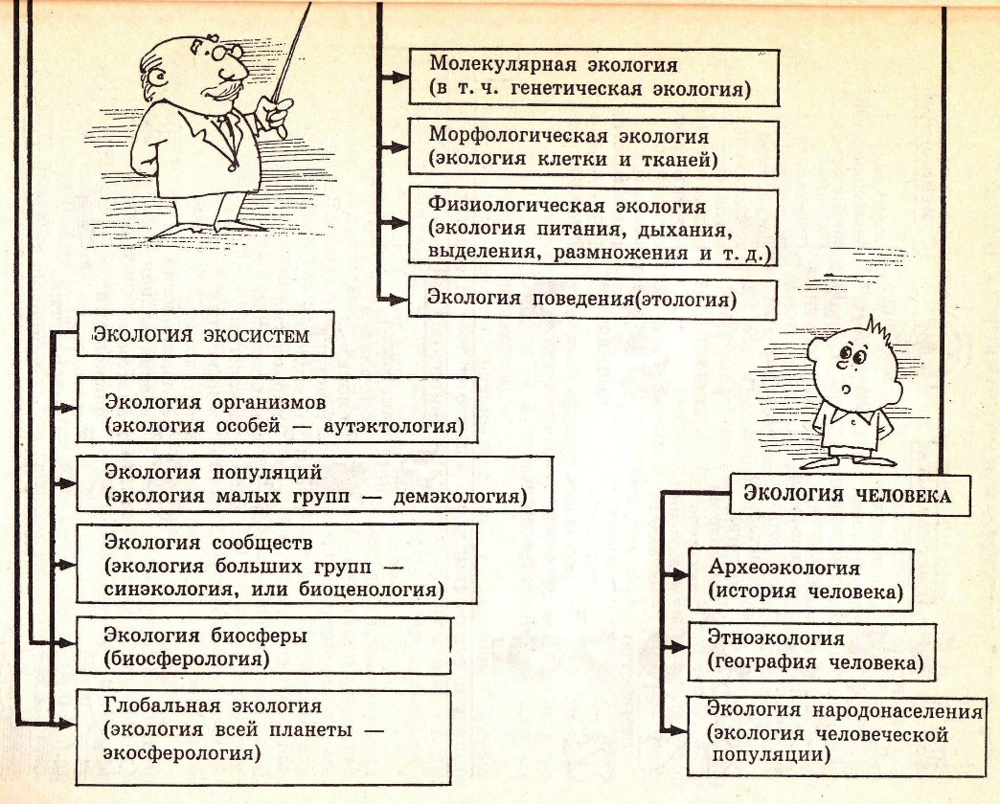 Молекулярная экология
(в т. ч. генетическая экология)
Морфологическая экология
(экология клетки и тканей)
Физиологическая экология
(экология питания, дыхания,
выделения, размножения и т. д.)
Экология поведения(этология)
ЭКОЛОГИЯ ЭКОСИСТЕМ
Экология организмов
(экология особей — аутэктология)
Экология популяций
(экология малых групп — демэкология)
Экология сообществ
(экология больших групп —
синэкология, или биоценология)
Экология биосферы
(биосферология)
Глобальная экология
(экология всей планеты —
экосферология)
ЭКОЛОГИЯ ЧЕЛОВЕКА
Археоэкология
(история человека)
Этноэкология
(география человека)
Экология народонаселения
(экология человеческой
популяции)